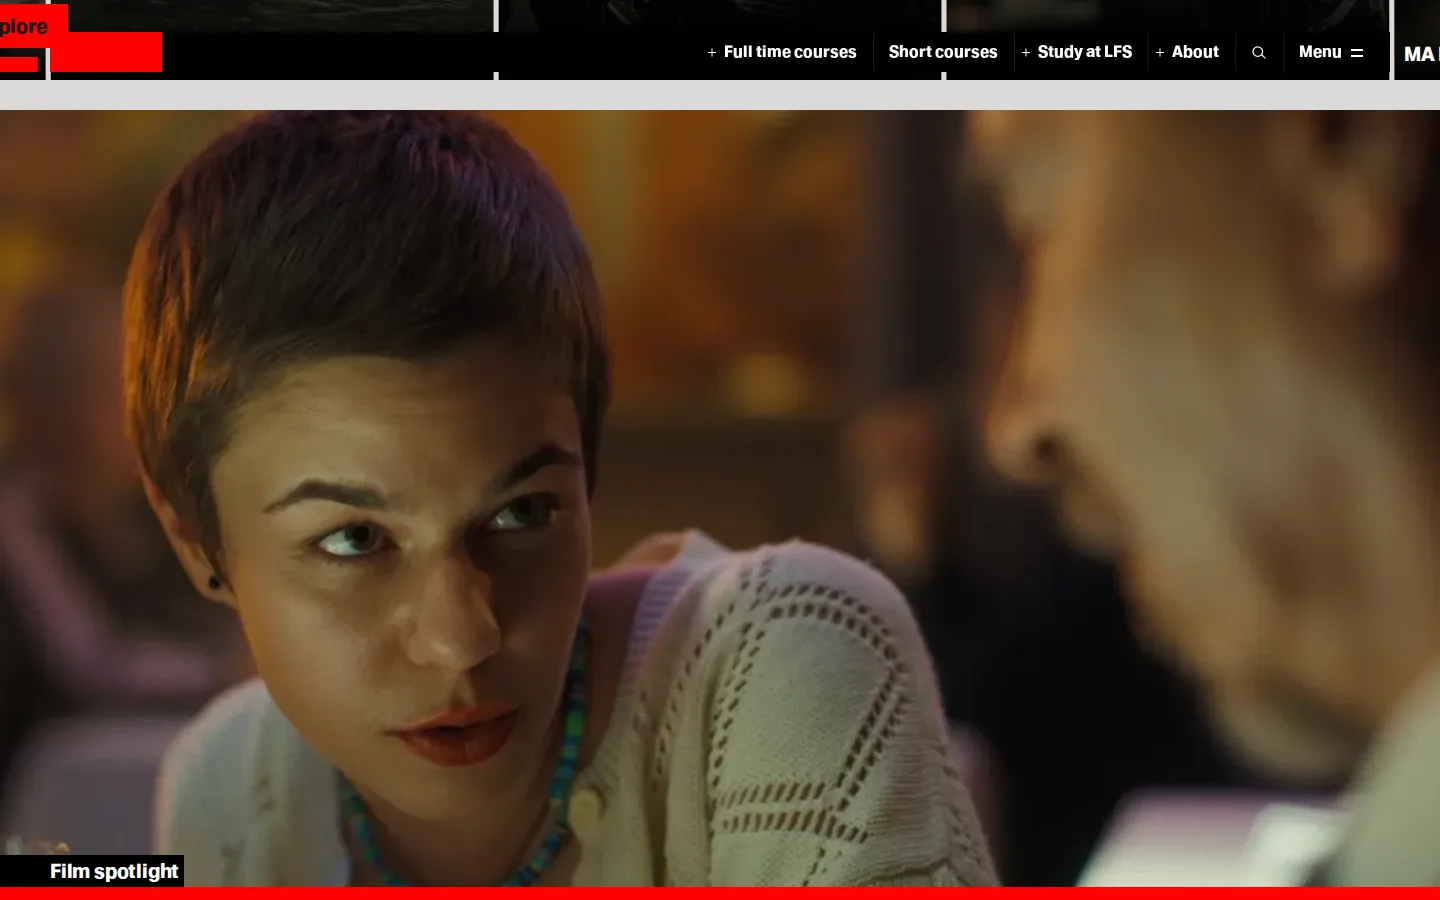 plore
+ Full time courses
Short courses
+ Study at LFS
+ About
Menu
MA
Film spotlight